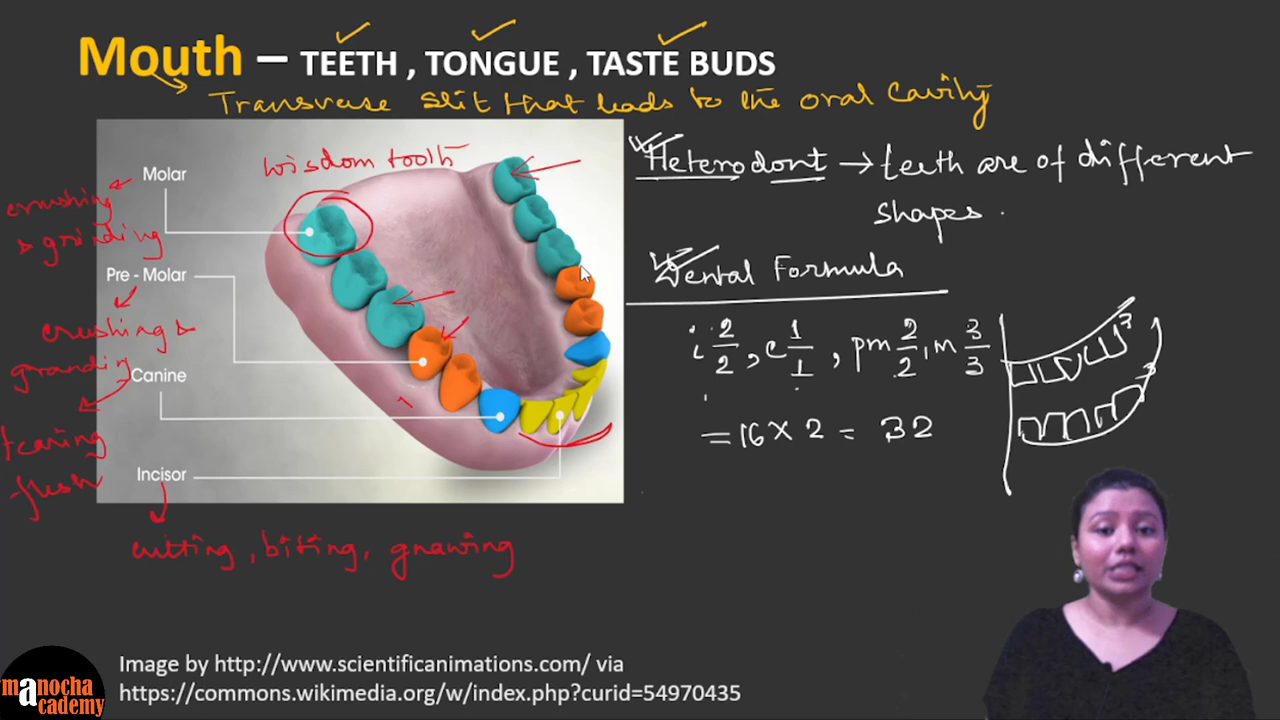 Mouth – TEETH , TONGUE , TASTE BUDS
Transverse slit that leads to the oral cavity
wisdom tooth
Heterodont → teeth are of different
shapes.
Molar
crushing
& grinding
Pre - Molar
crushing &
granding
Canine
tearing
flesh
Incisor
cutting, biting, gnawing
Dental Formula
i 2/2, c 1/1, pm 2/2, m 3/3
= 16 × 2 = 32
Image by http://www.scientificanimations.com/ via
https://commons.wikimedia.org/w/index.php?curid=54970435
manocha
academy